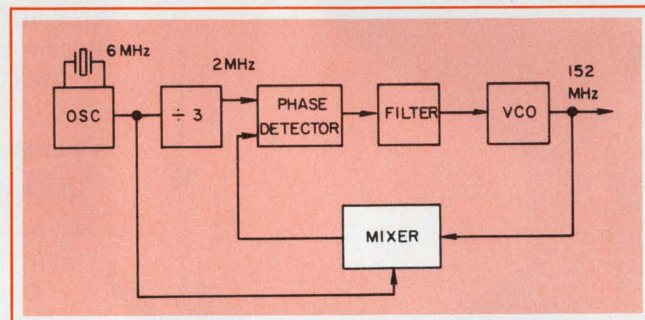 6 MHz
2 MHz
152
MHz
OSC
÷ 3
PHASE
DETECTOR
FILTER
VCO
MIXER